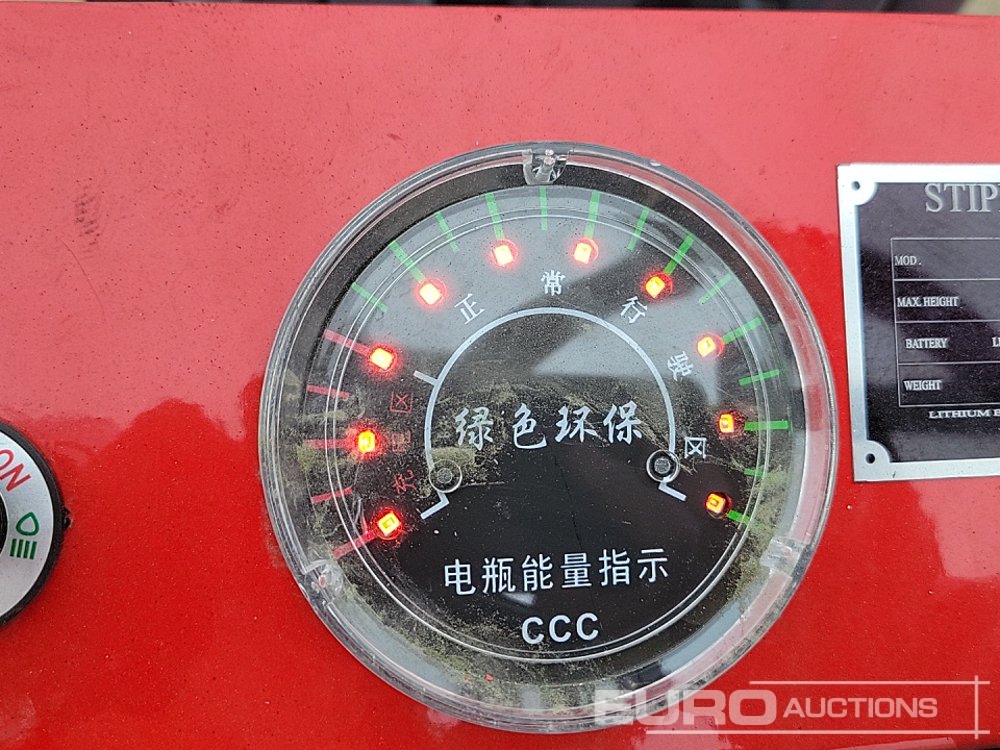 正常行驶区
充电区
绿色环保
电瓶能量指示
CCC
ON
STIP
MOD.
MAX. HEIGHT
BATTERY
WEIGHT
LITHIUM
EURO AUCTIONS